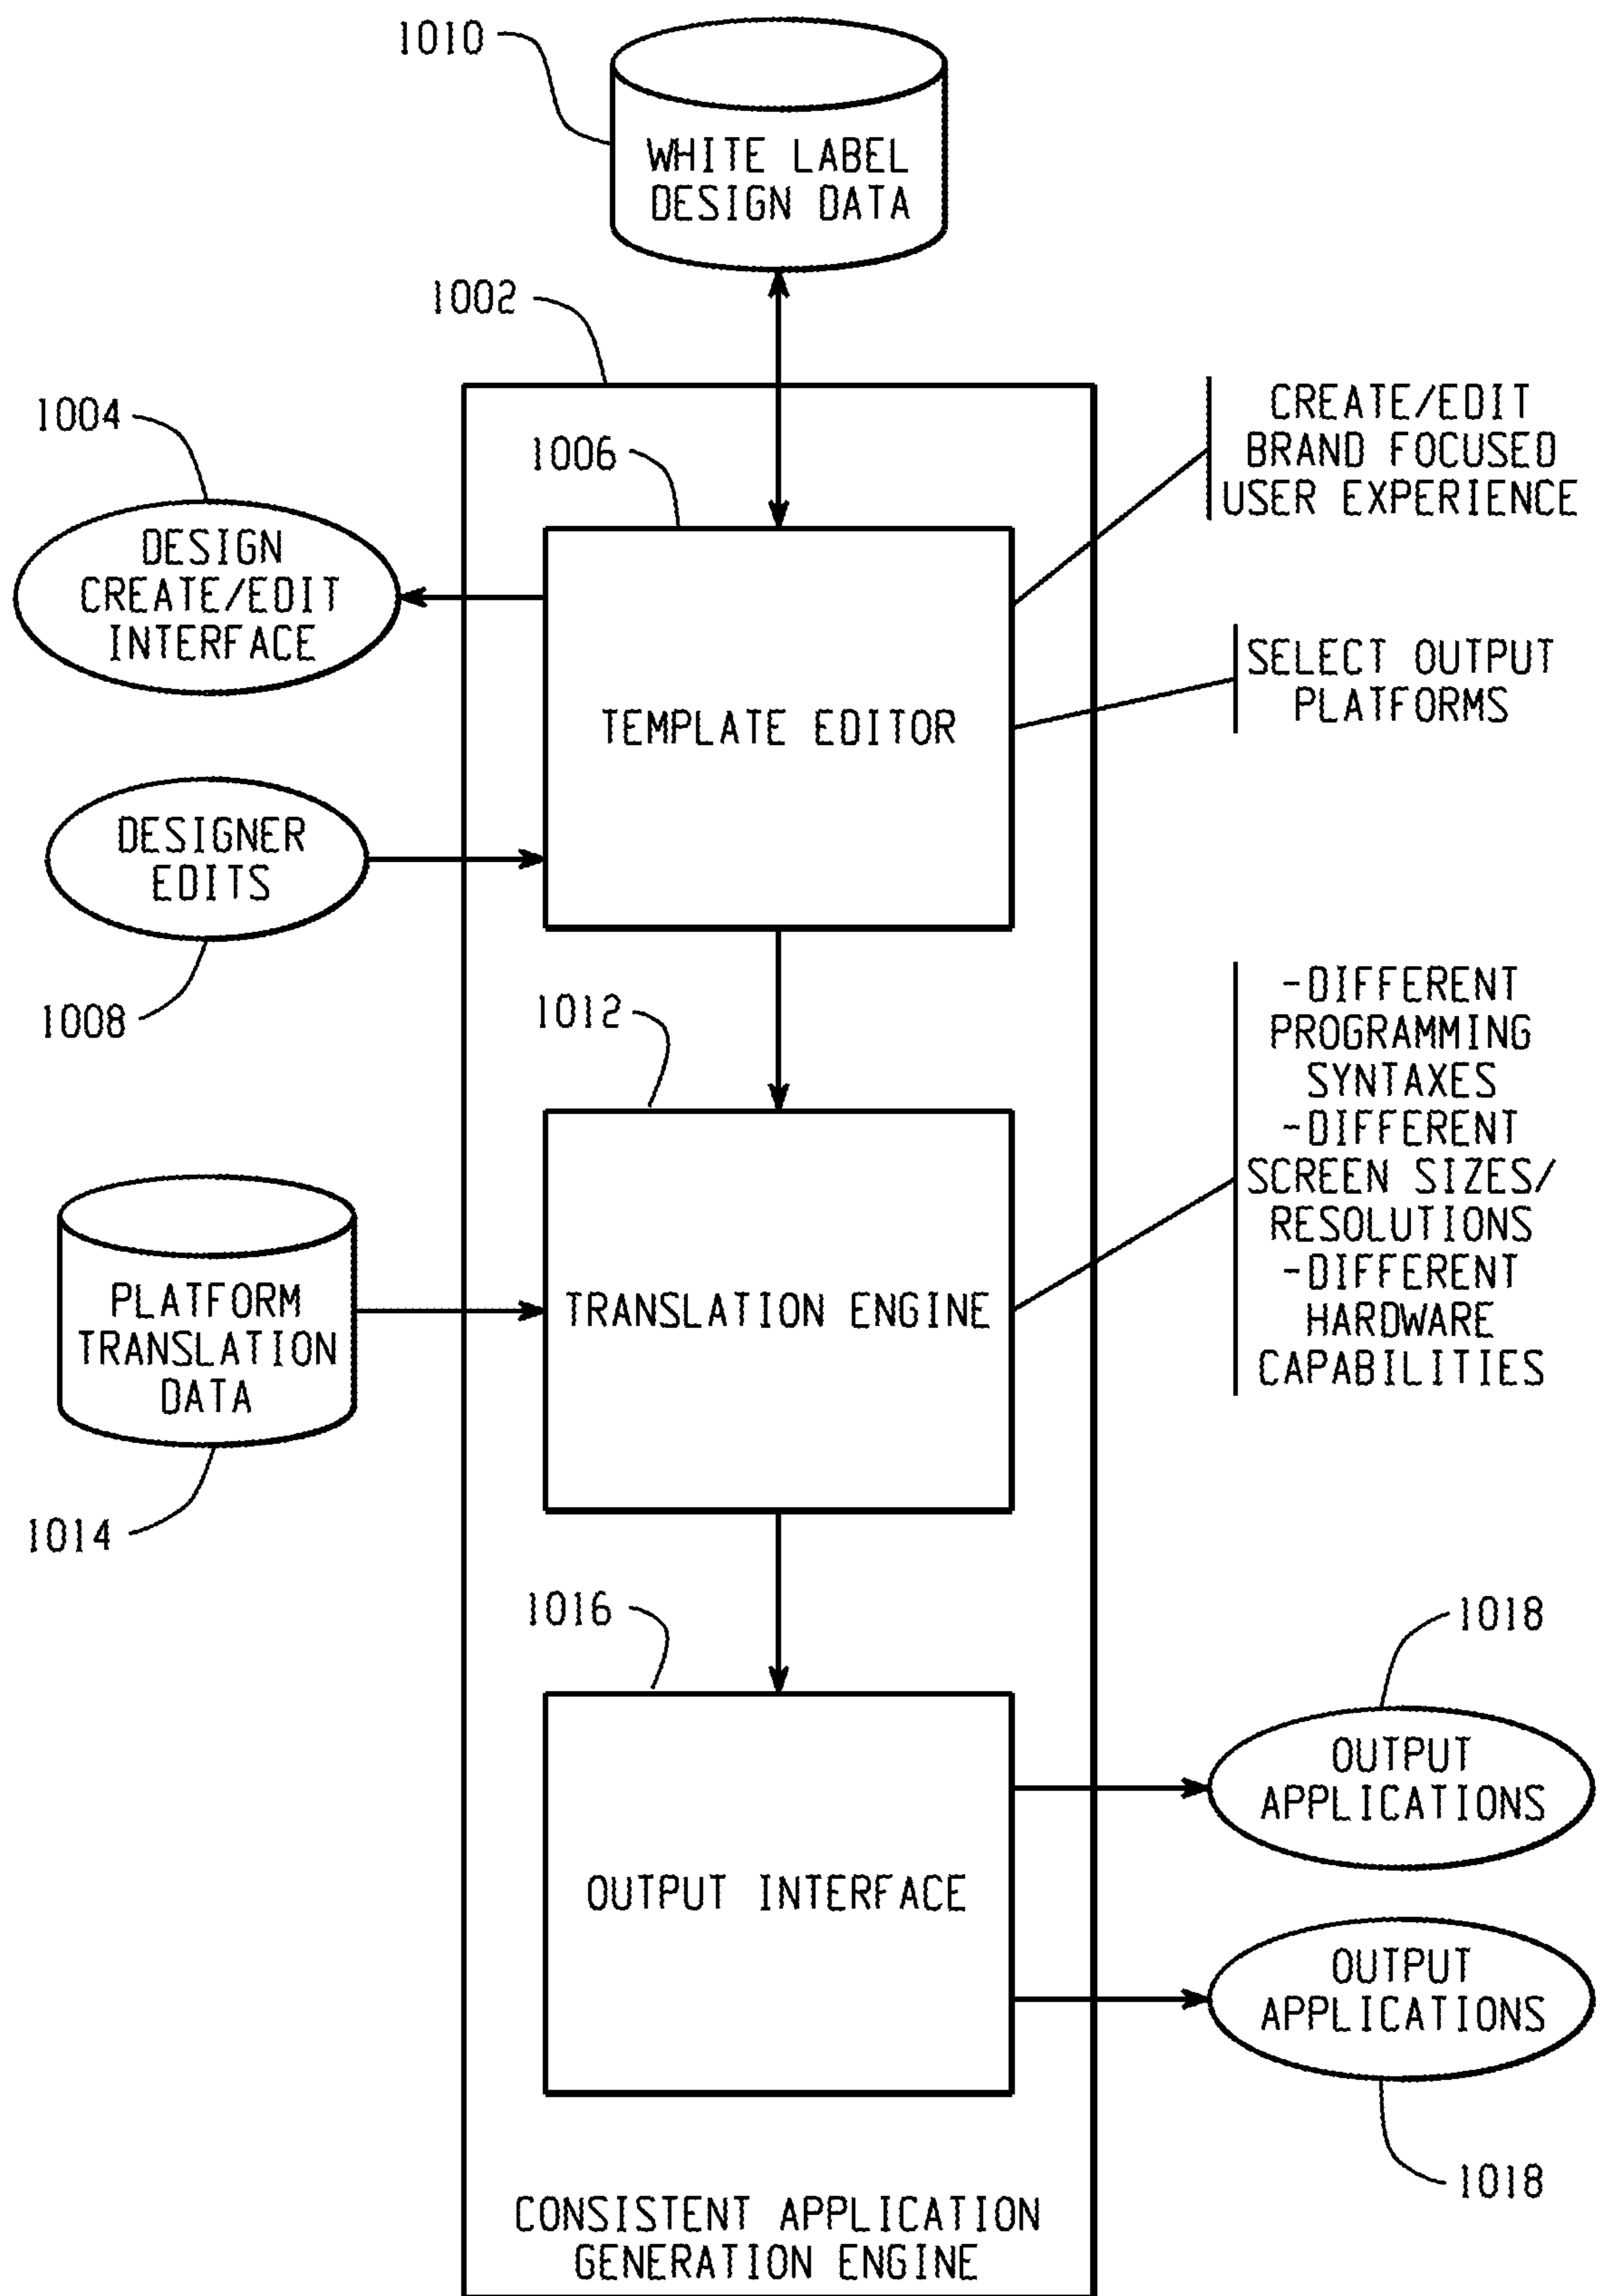 1010
WHITE LABEL
DESIGN DATA
1002
1004
1006
CREATE/EDIT
BRAND FOCUSED
USER EXPERIENCE
DESIGN
CREATE/EDIT
INTERFACE
SELECT OUTPUT
PLATFORMS
TEMPLATE EDITOR
DESIGNER
EDITS
1008
1012
-DIFFERENT
PROGRAMMING
SYNTAXES
-DIFFERENT
SCREEN SIZES/
RESOLUTIONS
-DIFFERENT
HARDWARE
CAPABILITIES
PLATFORM
TRANSLATION
DATA
TRANSLATION ENGINE
1014
1016
1018
OUTPUT
APPLICATIONS
OUTPUT INTERFACE
OUTPUT
APPLICATIONS
1018
CONSISTENT APPLICATION
GENERATION ENGINE